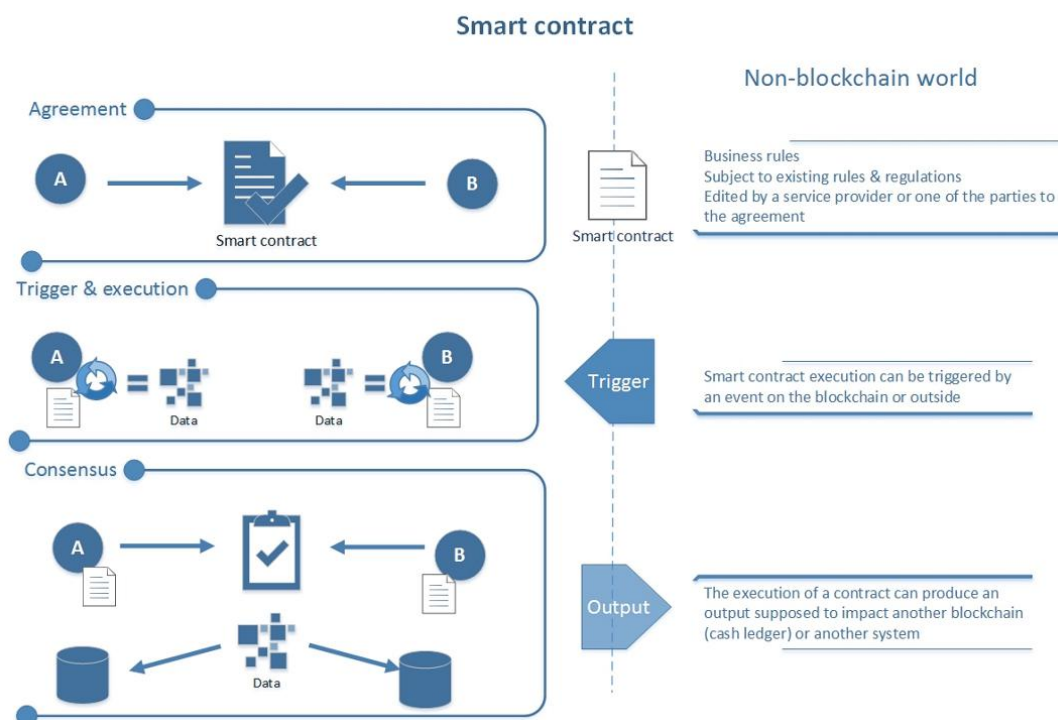 Smart contract
Non-blockchain world
Agreement
A
B
Smart contract
Smart contract
Business rules
Subject to existing rules & regulations
Edited by a service provider or one of the parties to
the agreement
Trigger & execution
A
B
Data
Data
Trigger
Smart contract execution can be triggered by
an event on the blockchain or outside
Consensus
A
B
Data
Output
The execution of a contract can produce an
output supposed to impact another blockchain
(cash ledger) or another system